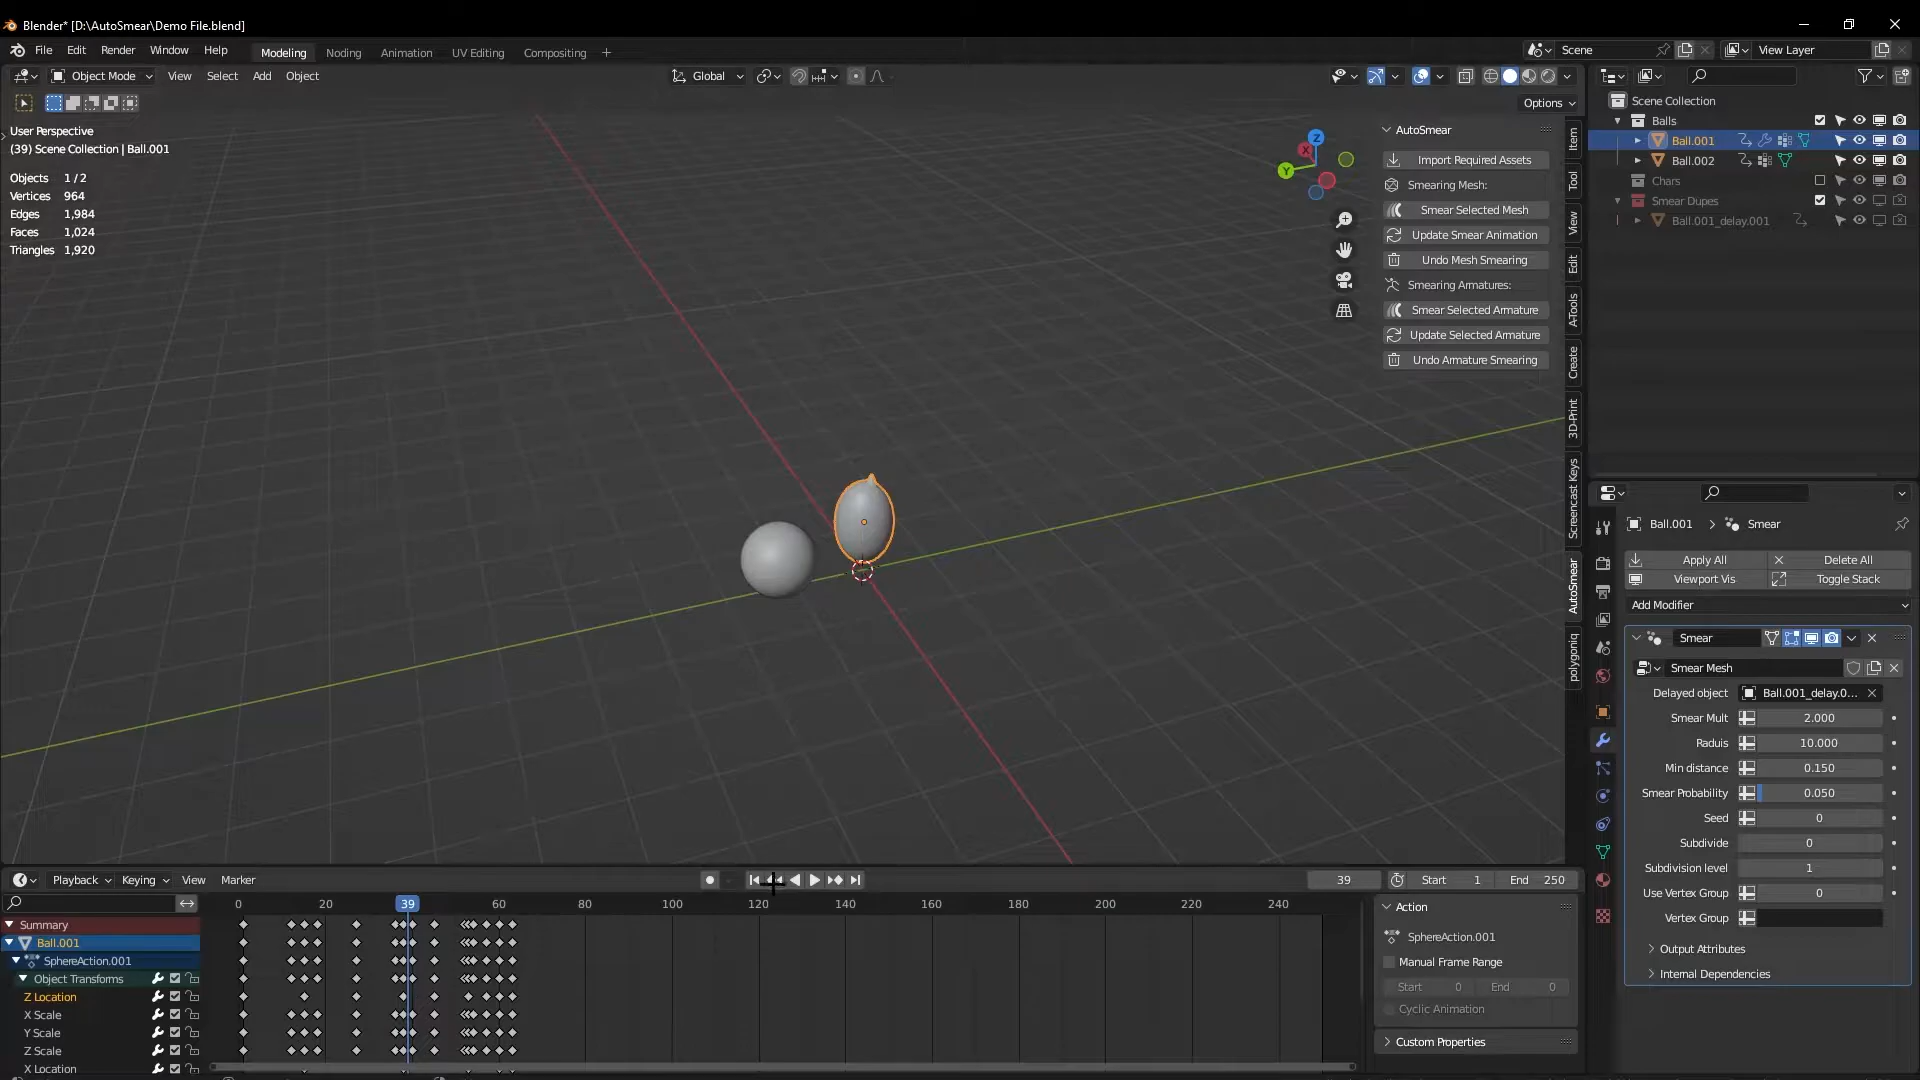 Blender* [D:\AutoSmear\Demo File.blend]
File Edit Render Window Help Modeling Noding Animation UV Editing Compositing + Scene View Layer
Object Mode View Select Add Object Global
Options
User Perspective
(39) Scene Collection | Ball.001
Objects 1 / 2
Vertices 964
Edges 1,984
Faces 1,024
Triangles 1,920
Z
X
Y
AutoSmear
Import Required Assets
Smearing Mesh:
Smear Selected Mesh
Update Smear Animation
Undo Mesh Smearing
Smearing Armatures:
Smear Selected Armature
Update Selected Armature
Undo Armature Smearing
Item
Tool
View
Edit
A-Tools
Create
3D-Print
Screencast Keys
AutoSmear
polygoniq
Scene Collection
Balls
Ball.001
Ball.002
Chars
Smear Dupes
Ball.001_delay.001
Ball.001 > Smear
Apply All Delete All
Viewport Vis Toggle Stack
Add Modifier
Smear
Smear Mesh
Delayed object Ball.001_delay.0...
Smear Mult 2.000
Raduis 10.000
Min distance 0.150
Smear Probability 0.050
Seed 0
Subdivide 0
Subdivision level 1
Use Vertex Group 0
Vertex Group
Output Attributes
Internal Dependencies
Playback Keying View Marker 39 Start 1 End 250
0 20 39 60 80 100 120 140 160 180 200 220 240
Summary
Ball.001
SphereAction.001
Object Transforms
Z Location
X Scale
Y Scale
Z Scale
X Location
Action
SphereAction.001
Manual Frame Range
Start 0 End 0
Cyclic Animation
Custom Properties